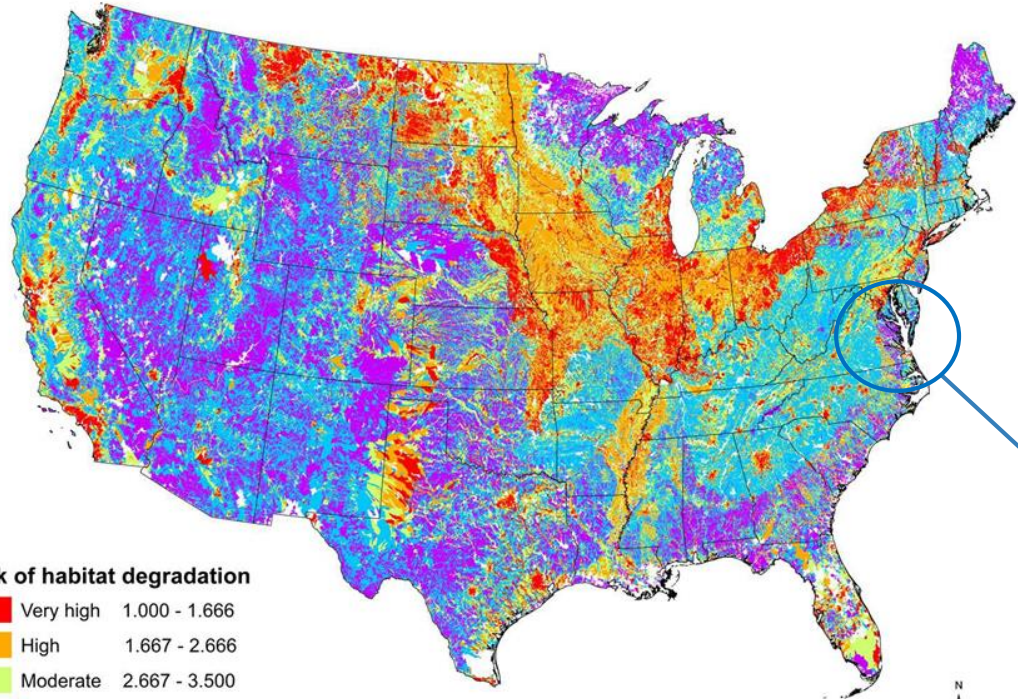 k of habitat degradation
Very high 1.000 - 1.666
High 1.667 - 2.666
Moderate 2.667 - 3.500
N